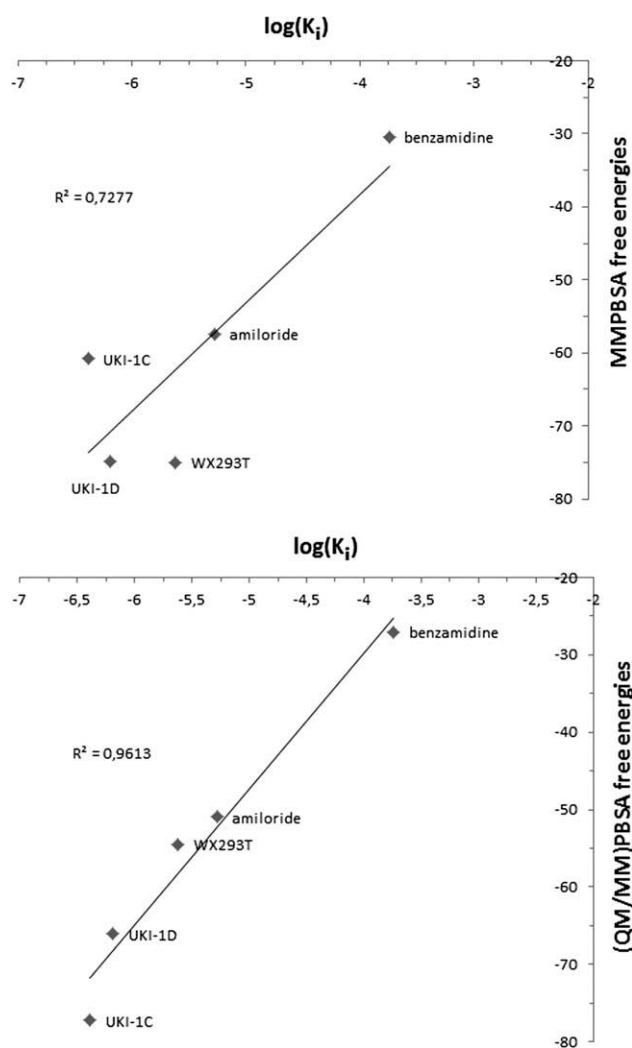 log(Kᵢ)
-7 -6 -5 -4 -3 -2
-20
-30
-40
-50
-60
-70
-80
MMPBSA free energies
benzamidine
R² = 0,7277
amiloride
UKI-1C
WX293T
UKI-1D
log(Kᵢ)
-7 -6,5 -6 -5,5 -5 -4,5 -4 -3,5 -3 -2,5 -2
-20
-30
-40
-50
-60
-70
-80
(QM/MM)PBSA free energies
benzamidine
R² = 0,9613
amiloride
WX293T
UKI-1D
UKI-1C